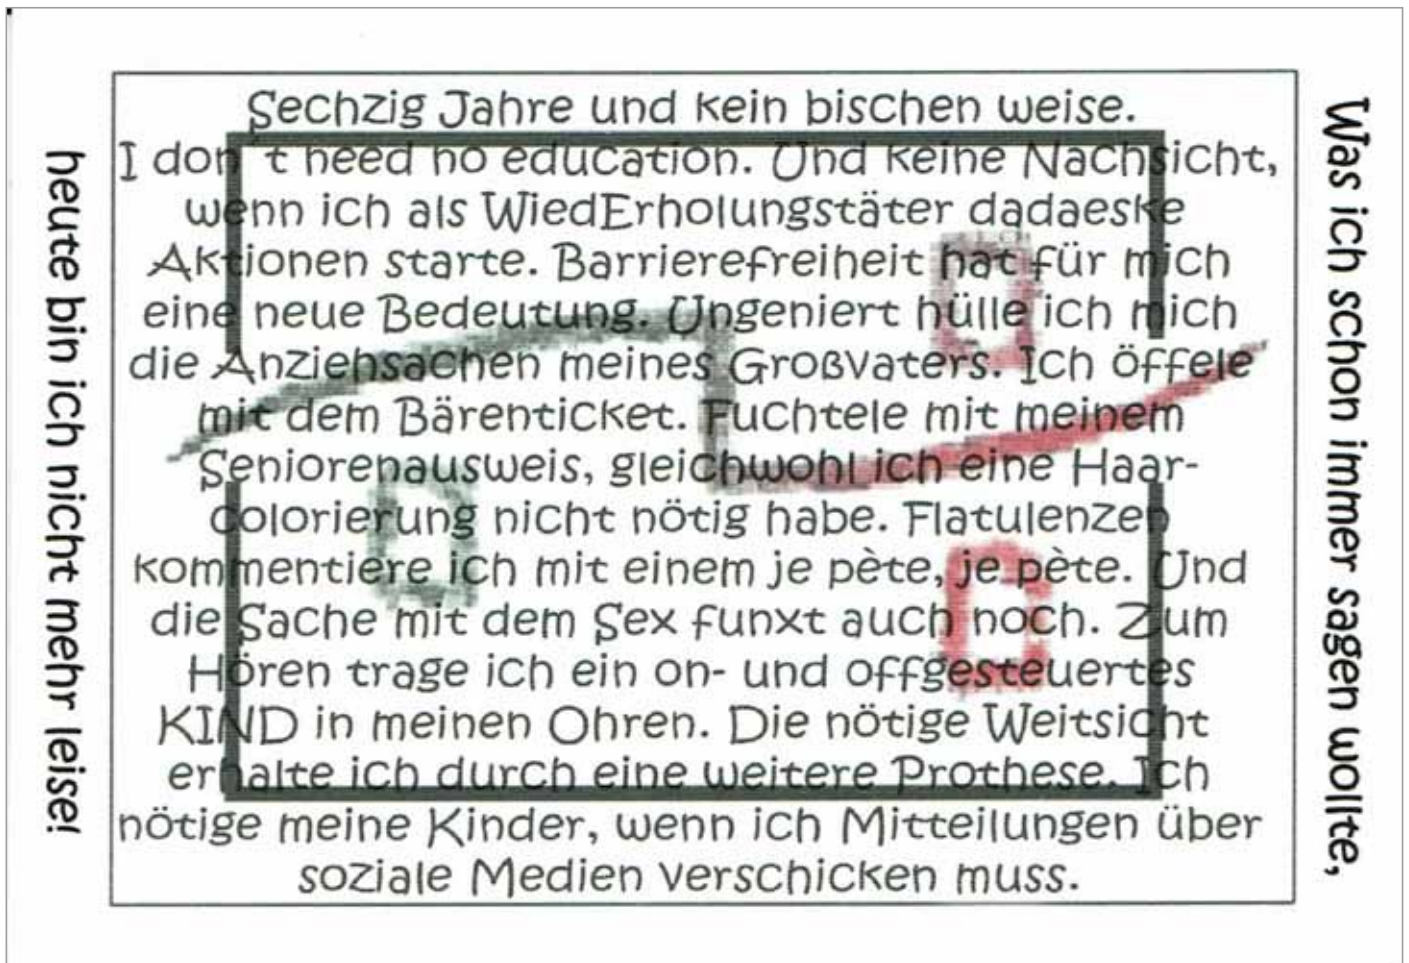 Was ich schon immer sagen wollte,
Sechzig Jahre und kein bischen weise.
I don´t need no education. Und keine Nachsicht,
wenn ich als WiedErholungstäter dadaeske
Aktionen starte. Barrierefreiheit hat für mich
eine neue Bedeutung. Ungeniert hülle ich mich
die Anziehsachen meines Großvaters. Ich öffele
mit dem Bärenticket. Fuchtele mit meinem
Seniorenausweis, gleichwohl ich eine Haar-
colorierung nicht nötig habe. Flatulenzen
kommentiere ich mit einem je pète, je pète. Und
die Sache mit dem Sex funxt auch noch. Zum
Hören trage ich ein on- und offgesteuertes
KIND in meinen Ohren. Die nötige Weitsicht
erhalte ich durch eine weitere Prothese. Ich
nötige meine Kinder, wenn ich Mitteilungen über
soziale Medien verschicken muss.
heute bin ich nicht mehr leise!